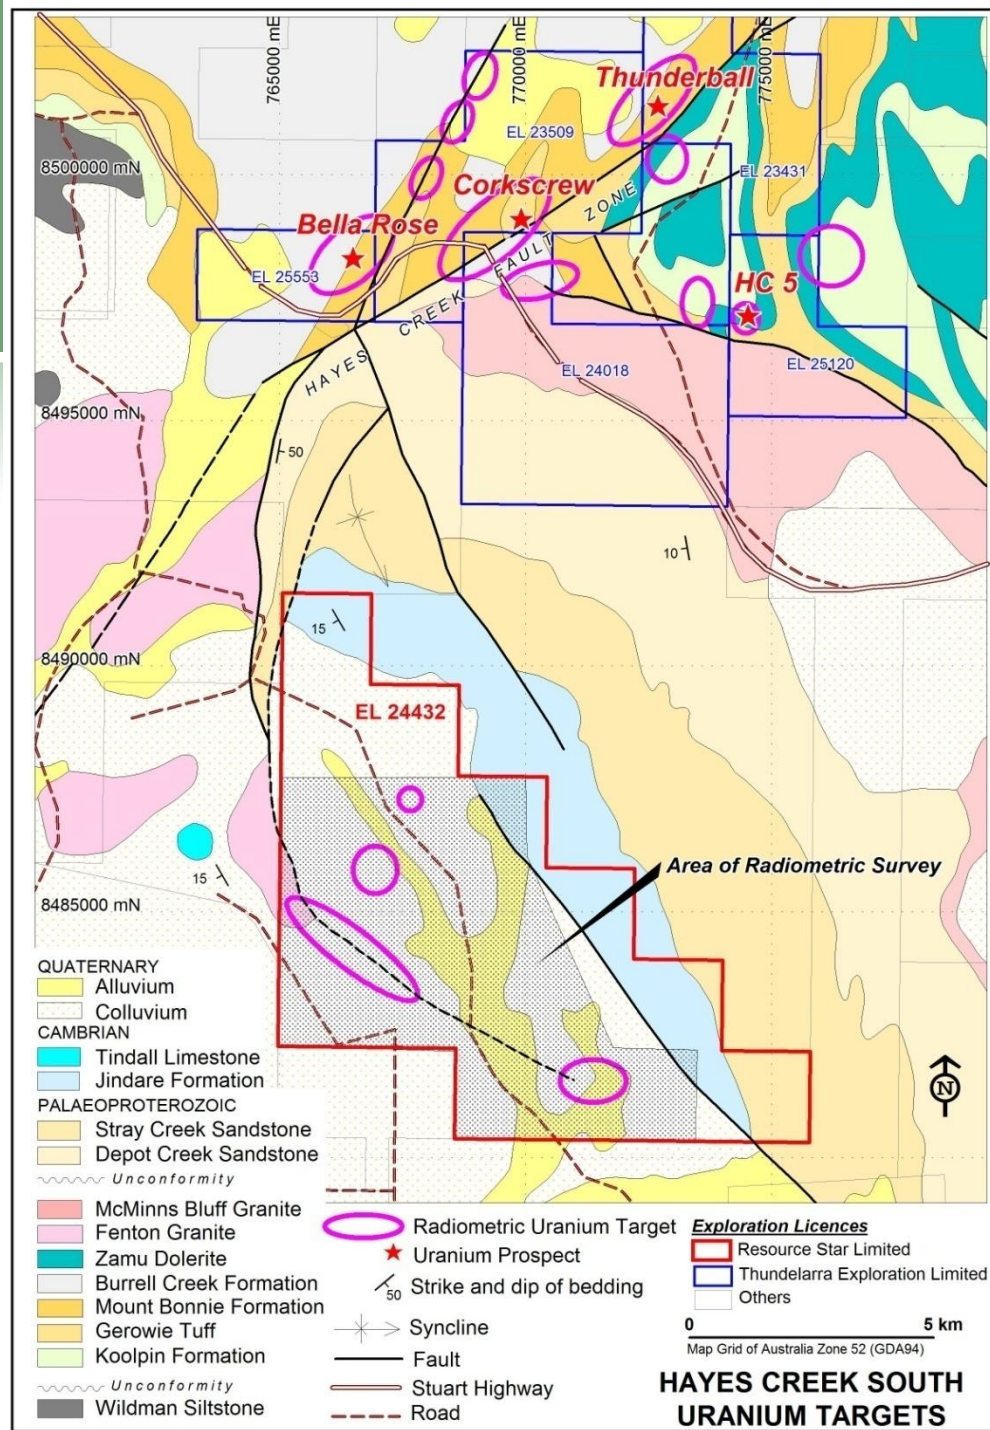 765000 mE
770000 mE
775000 mE
Thunderball
EL 23509
8500000 mN
EL 23431
Corkscrew
ZONE
Bella Rose
FAULT
EL 25553
HC 5
CREEK
HAYES
EL 24018
EL 25120
8495000 mN
50
10
15
8490000 mN
EL 24432
Area of Radiometric Survey
15
8485000 mN
QUATERNARY
Alluvium
Colluvium
CAMBRIAN
Tindall Limestone
Jindare Formation
PALAEOPROTEROZOIC
Stray Creek Sandstone
Depot Creek Sandstone
Unconformity
McMinns Bluff Granite
Fenton Granite
Zamu Dolerite
Burrell Creek Formation
Mount Bonnie Formation
Gerowie Tuff
Koolpin Formation
Unconformity
Wildman Siltstone
Radiometric Uranium Target
Uranium Prospect
50 Strike and dip of bedding
Syncline
Fault
Stuart Highway
Road
N
Exploration Licences
Resource Star Limited
Thundelarra Exploration Limited
Others
0 5 km
Map Grid of Australia Zone 52 (GDA94)
HAYES CREEK SOUTH
URANIUM TARGETS